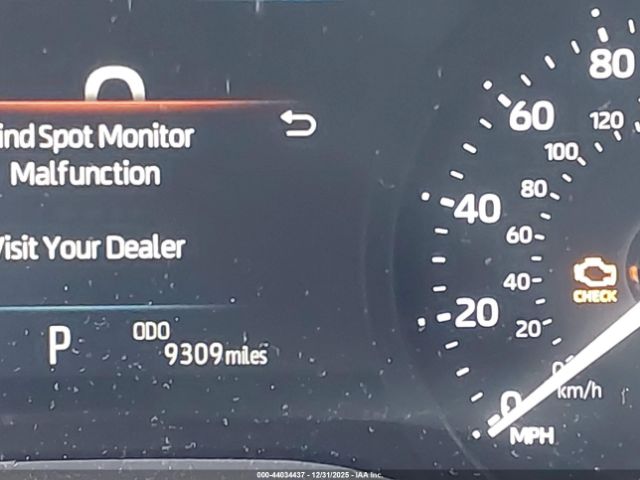 ind Spot Monitor
Malfunction
Visit Your Dealer
P
ODO
9309 miles
80
60
120
100
40
80
60
40
CHECK
20
20
0
km/h
MPH
000-44034437 - 12/31/2025 - IAA Inc.